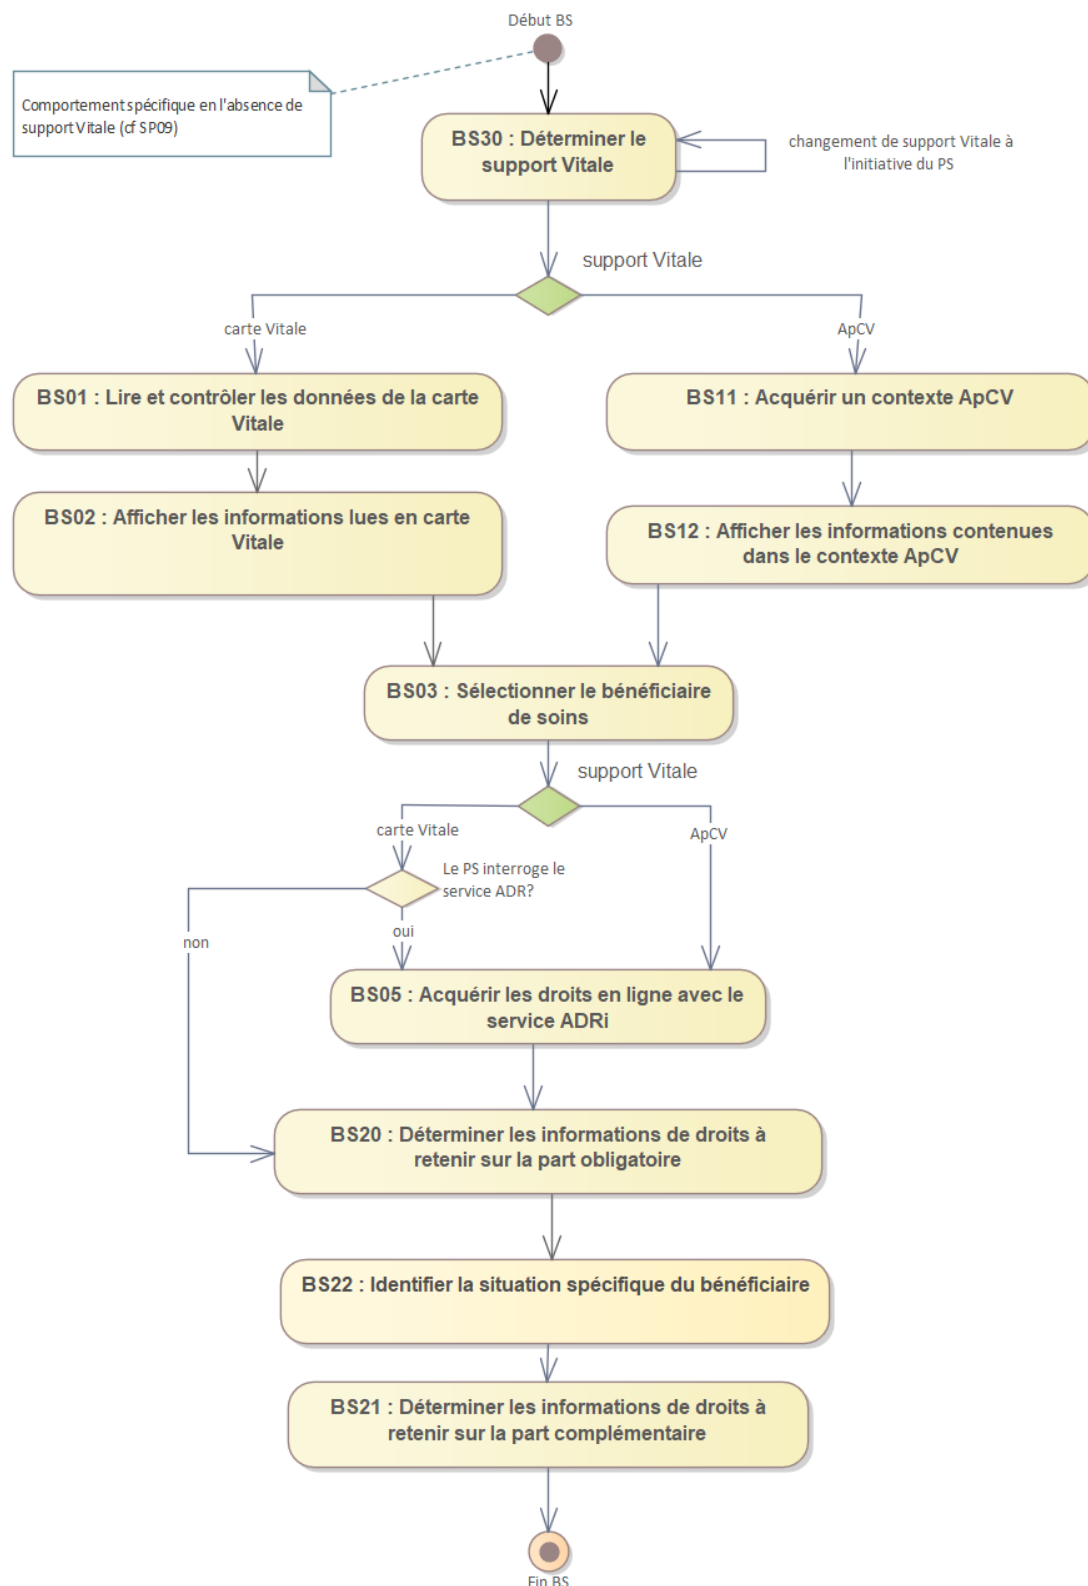 Début BS
Comportement spécifique en l'absence de
support Vitale (cf SP09)
BS30 : Déterminer le
support Vitale
changement de support Vitale à
l'initiative du PS
support Vitale
carte Vitale
ApCV
BS01 : Lire et contrôler les données de la carte
Vitale
BS11 : Acquérir un contexte ApCV
BS02 : Afficher les informations lues en carte
Vitale
BS12 : Afficher les informations contenues
dans le contexte ApCV
BS03 : Sélectionner le bénéficiaire
de soins
support Vitale
carte Vitale
ApCV
Le PS interroge le
service ADR?
non
oui
BS05 : Acquérir les droits en ligne avec le
service ADRi
BS20 : Déterminer les informations de droits à
retenir sur la part obligatoire
BS22 : Identifier la situation spécifique du bénéficiaire
BS21 : Déterminer les informations de droits à
retenir sur la part complémentaire
Fin BS